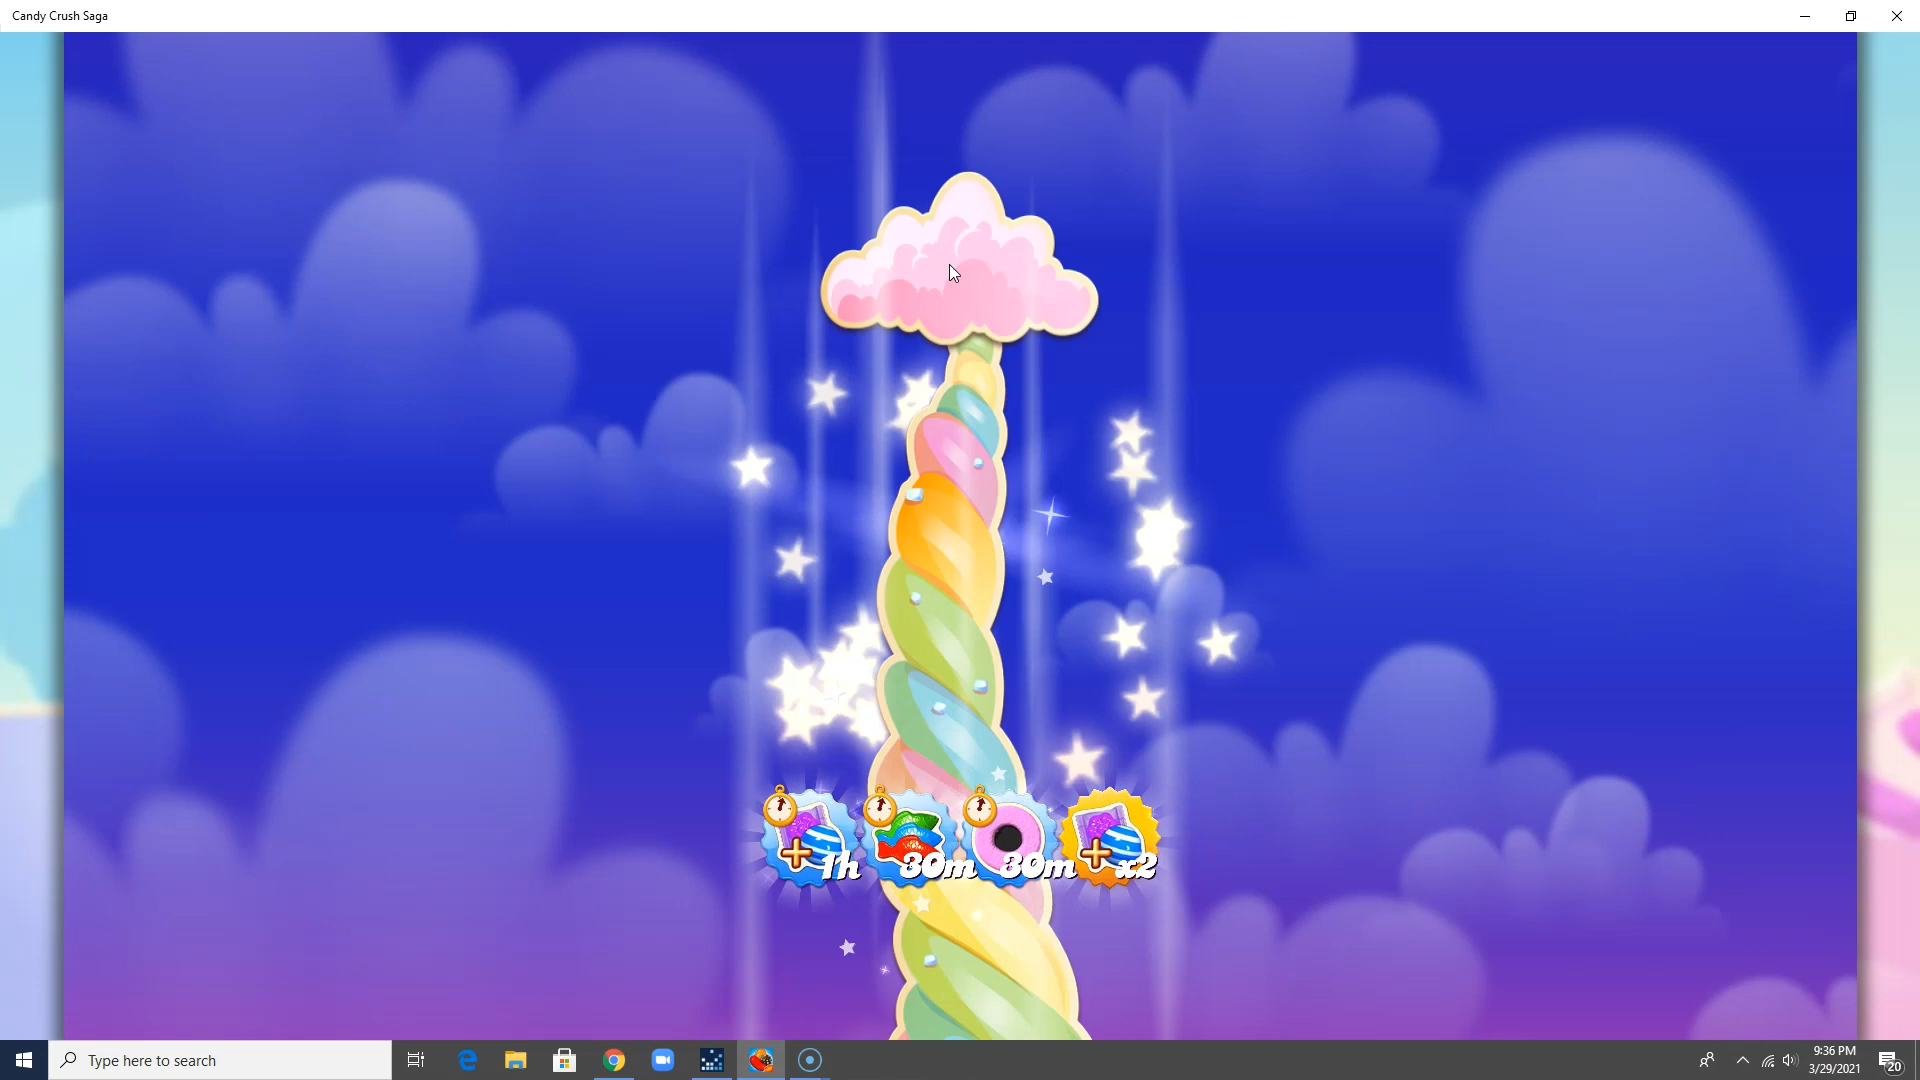 Candy Crush Saga
1h
30m
30m
x2
Type here to search
9:36 PM
3/29/2021
20